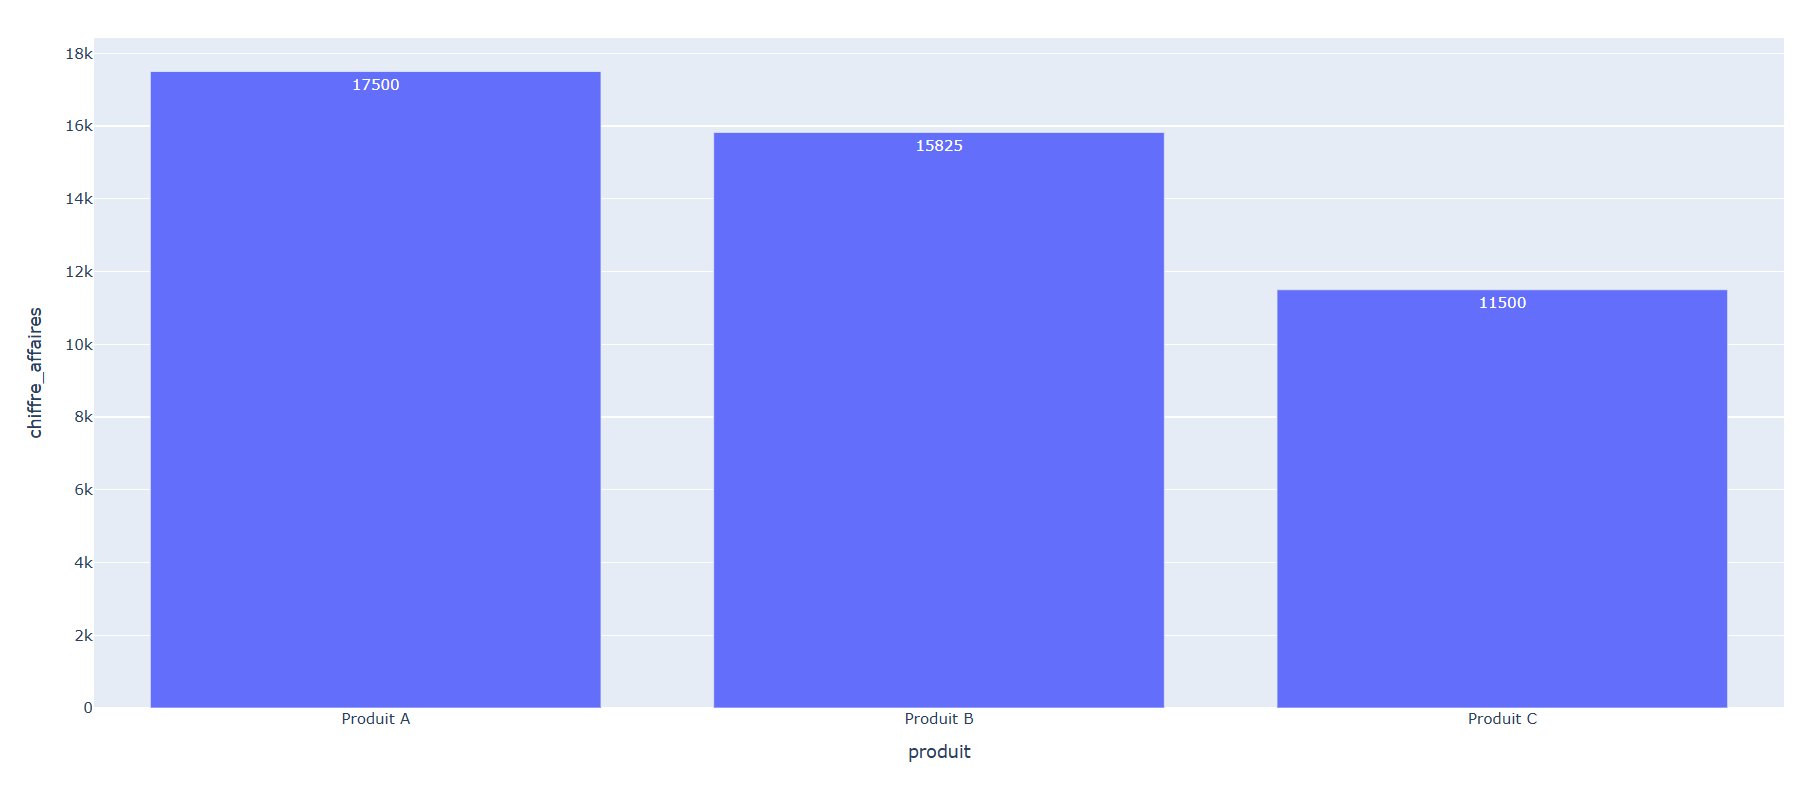 18k
17500
16k
15825
14k
12k
11500
10k
8k
6k
4k
2k
0
chiffre_affaires
Produit A Produit B Produit C
produit